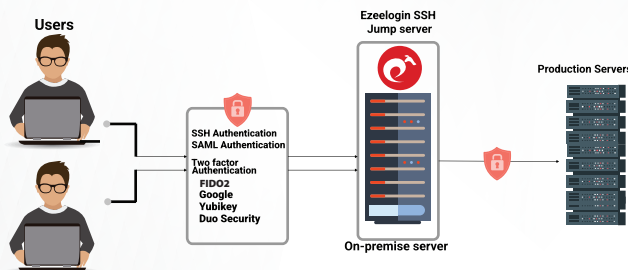 Users
Ezeelogin SSH
Jump server
Production Servers
SSH Authentication
SAML Authentication
Two factor
Authentication
FIDO2
Google
Yubikey
Duo Security
On-premise server